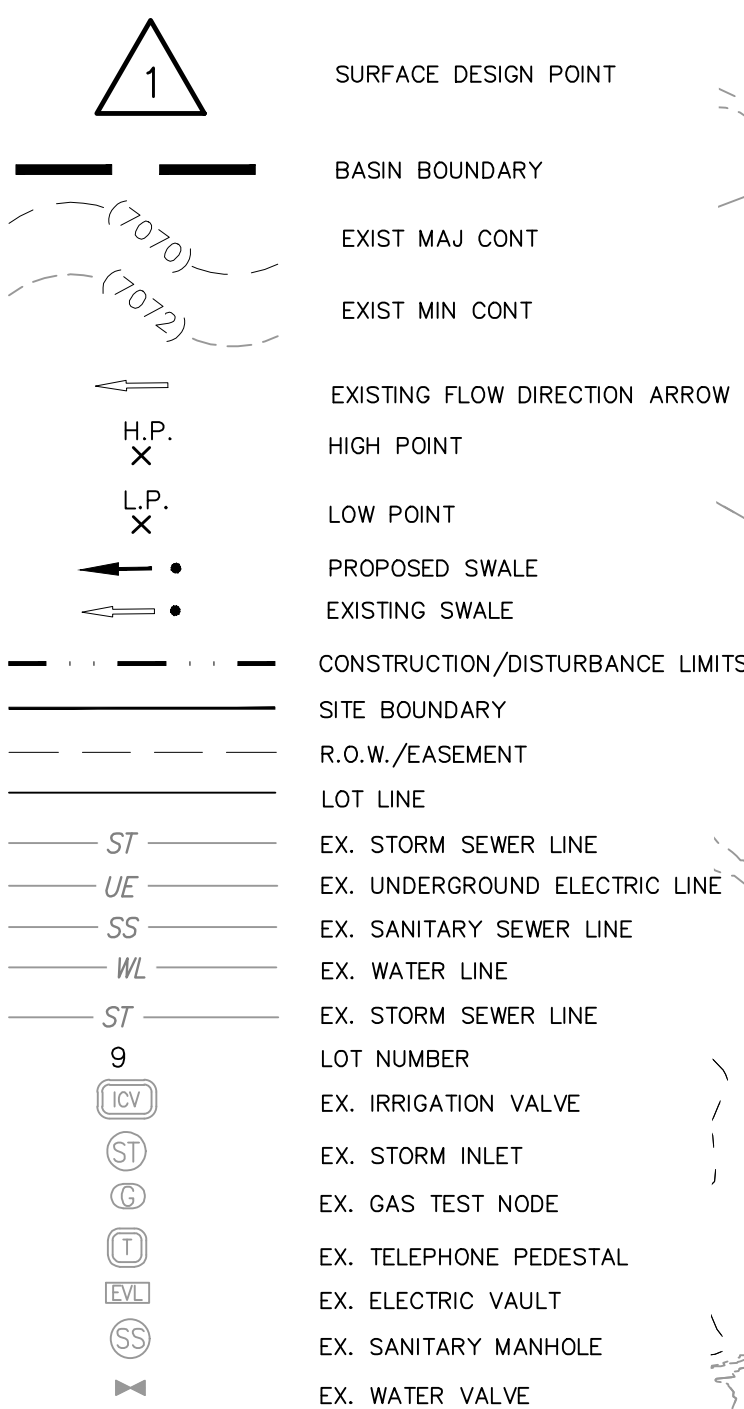 1 SURFACE DESIGN POINT
BASIN BOUNDARY
(7070) EXIST MAJ CONT
(7072) EXIST MIN CONT
EXISTING FLOW DIRECTION ARROW
H.P. HIGH POINT
L.P. LOW POINT
PROPOSED SWALE
EXISTING SWALE
CONSTRUCTION/DISTURBANCE LIMITS
SITE BOUNDARY
R.O.W./EASEMENT
LOT LINE
ST EX. STORM SEWER LINE
UE EX. UNDERGROUND ELECTRIC LINE
SS EX. SANITARY SEWER LINE
WL EX. WATER LINE
ST EX. STORM SEWER LINE
9 LOT NUMBER
ICV EX. IRRIGATION VALVE
ST EX. STORM INLET
G EX. GAS TEST NODE
T EX. TELEPHONE PEDESTAL
EVL EX. ELECTRIC VAULT
SS EX. SANITARY MANHOLE
EX. WATER VALVE